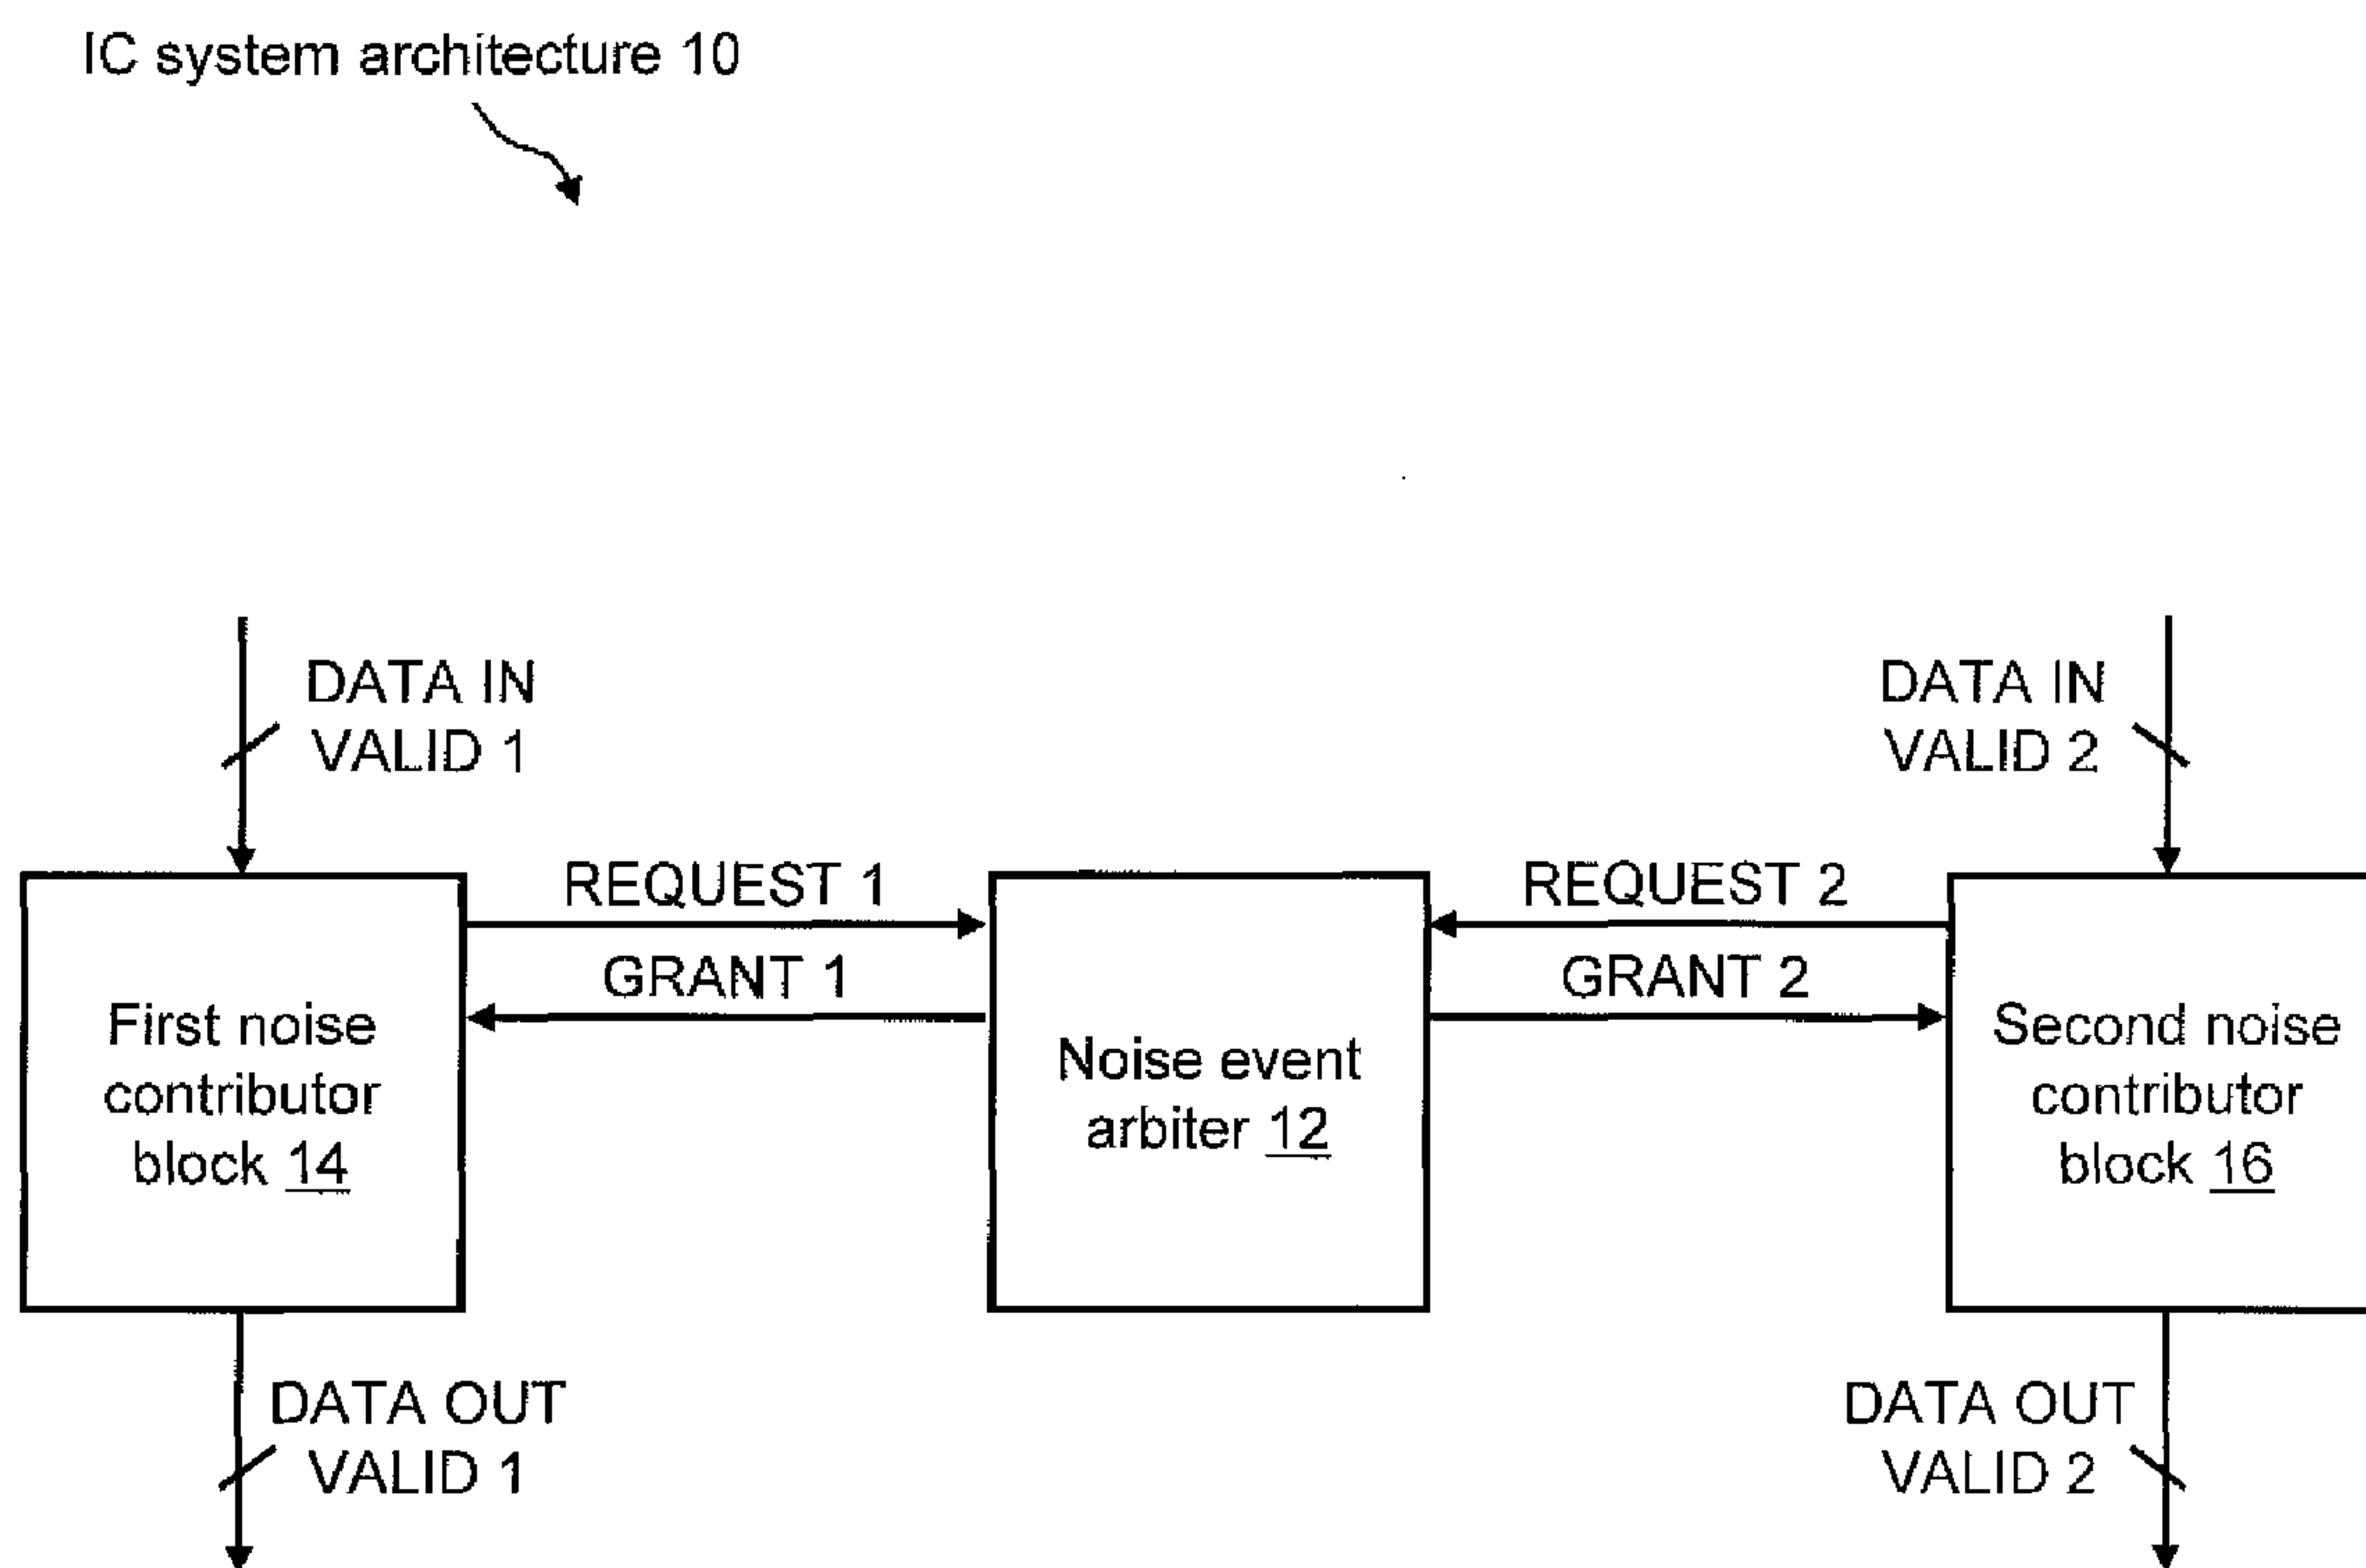 IC system architecture 10
DATA IN
VALID 1
DATA IN
VALID 2
REQUEST 1
REQUEST 2
GRANT 1
GRANT 2
First noise
contributor
block 14
Noise event
arbiter 12
Second noise
contributor
block 16
DATA OUT
VALID 1
DATA OUT
VALID 2